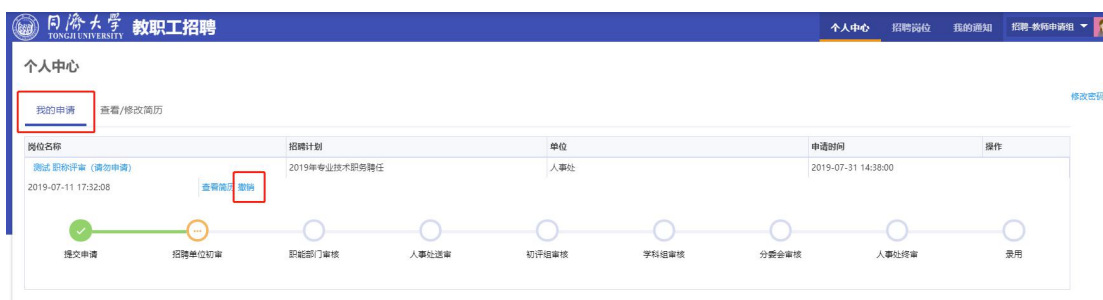 同济大学 教职工招聘
TONGJI UNIVERSITY
个人中心 招聘岗位 我的通知 招聘-教师申请组
个人中心
修改密码
我的申请 查看/修改简历
岗位名称 招聘计划 单位 申请时间 操作
测试 职称评审（请勿申请） 2019年专业技术职务聘任 人事处 2019-07-31 14:38:00
2019-07-11 17:32:08 查看简历 撤销
提交申请 招聘单位初审 职能部门审核 人事处送审 初评组审核 学科组审核 分委会审核 人事处终审 录用